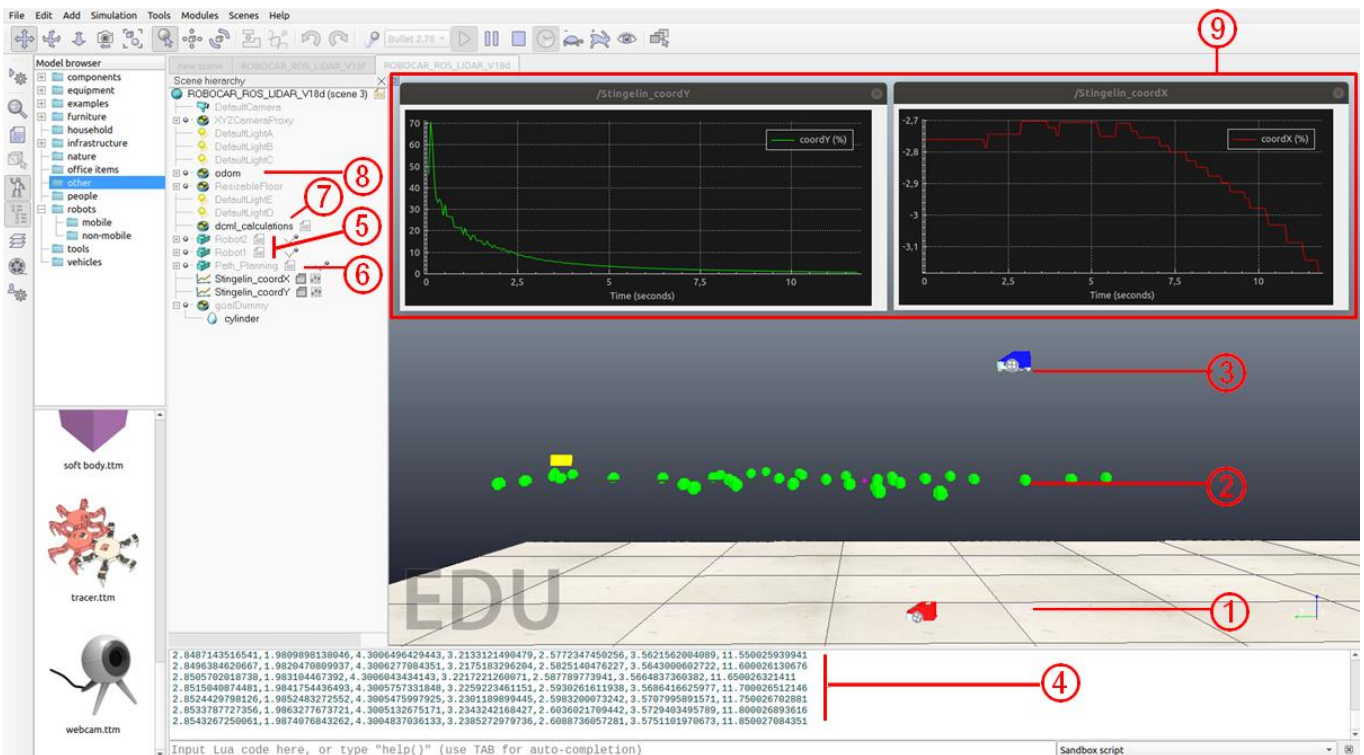 File Edit Add Simulation Tools Modules Scenes Help
Bullet 2.78
Model browser
components
equipment
examples
furniture
household
infrastructure
nature
office items
other
people
robots
mobile
non-mobile
tools
vehicles
soft body.ttm
tracer.ttm
webcam.ttm
new scene ROBOCAR_ROS_LIDAR_V18f ROBOCAR_ROS_LIDAR_V18d
Scene hierarchy
ROBOCAR_ROS_LIDAR_V18d (scene 3)
DefaultCamera
XYZCameraProxy
DefaultLightA
DefaultLightB
DefaultLightC
odom
ResizableFloor
DefaultLightE
DefaultLightD
dcml_calculations
Robot2
Robot1
Path_Planning
Stingelin_coordX
Stingelin_coordY
goalDummy
cylinder
8
7
5
6
9
/Stingelin_coordY
coordY (%)
70
60
50
40
30
20
10
0
0 2,5 5 7,5 10
Time (seconds)
/Stingelin_coordX
coordX (%)
-2,7
-2,8
-2,9
-3
-3,1
0 2,5 5 7,5 10
Time (seconds)
3
2
EDU
1
2.8487143516541,1.9809898138046,4.3006496429443,3.2133121490479,2.5772347450256,3.5621562004089,11.550025939941
2.8496384620667,1.9820470809937,4.3006277084351,3.2175183296204,2.5825140476227,3.5643000602722,11.600026130676
2.8505702018738,1.983104467392,4.3006043434143,3.2217221260071,2.587789773941,3.5664837360382,11.650026321411
2.8515040874481,1.9841754436493,4.3005757331848,3.2259223461151,2.5930261611938,3.5686416625977,11.700026512146
2.8524429798126,1.9852483272552,4.3005475997925,3.2301189899445,2.5983200073242,3.5707995891571,11.750026702881
2.8533787727356,1.9863277673721,4.3005132675171,3.2343242168427,2.6036021709442,3.5729403495789,11.800026893616
2.8543267250061,1.9874076843262,4.3004837036133,3.2385272979736,2.6088736057281,3.5751101970673,11.850027084351
4
Input Lua code here, or type "help()" (use TAB for auto-completion)
Sandbox script